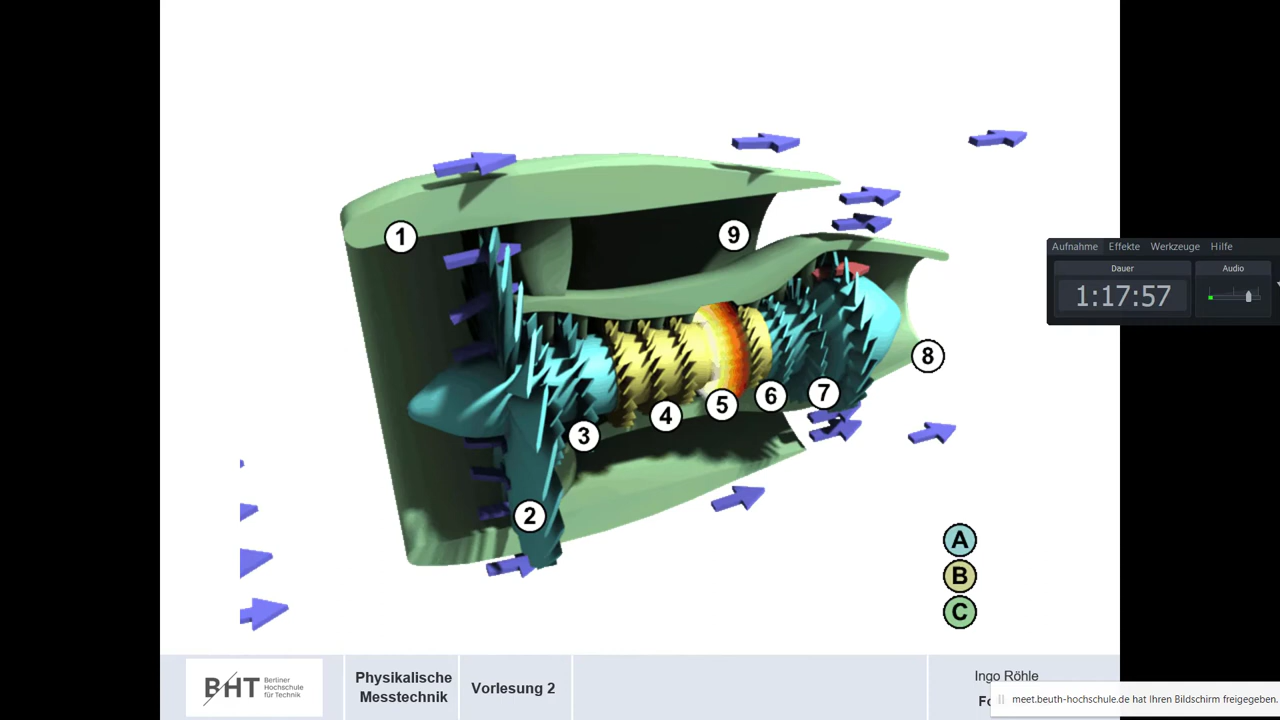 1
9
Aufnahme Effekte Werkzeuge Hilfe
Dauer Audio
1:17:57
8
7
6
5
4
3
2
A
B
C
BHT Berliner
Hochschule
für Technik
Physikalische
Messtechnik
Vorlesung 2
Ingo Röhle
meet.beuth-hochschule.de hat Ihren Bildschirm freigegeben.